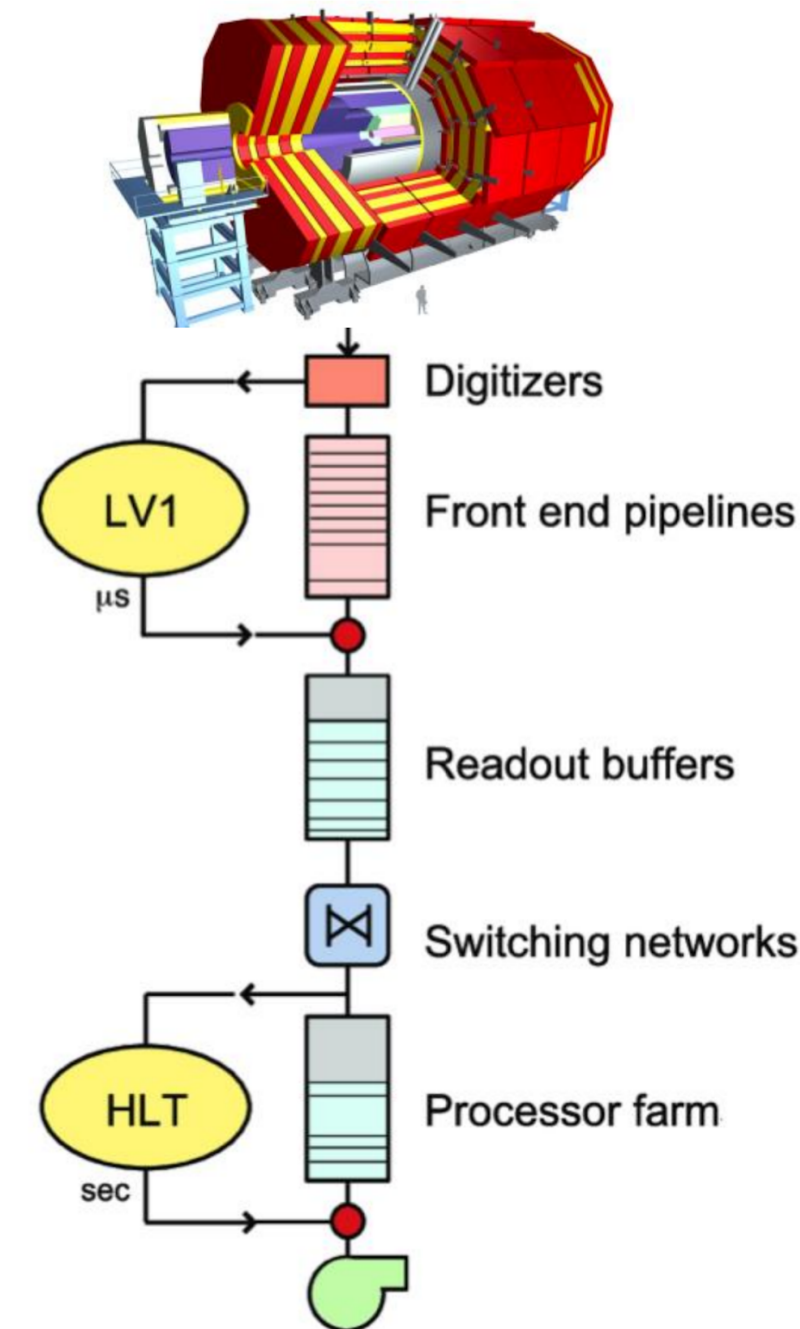 Digitizers
LV1
Front end pipelines
μs
Readout buffers
Switching networks
HLT
Processor farm
sec